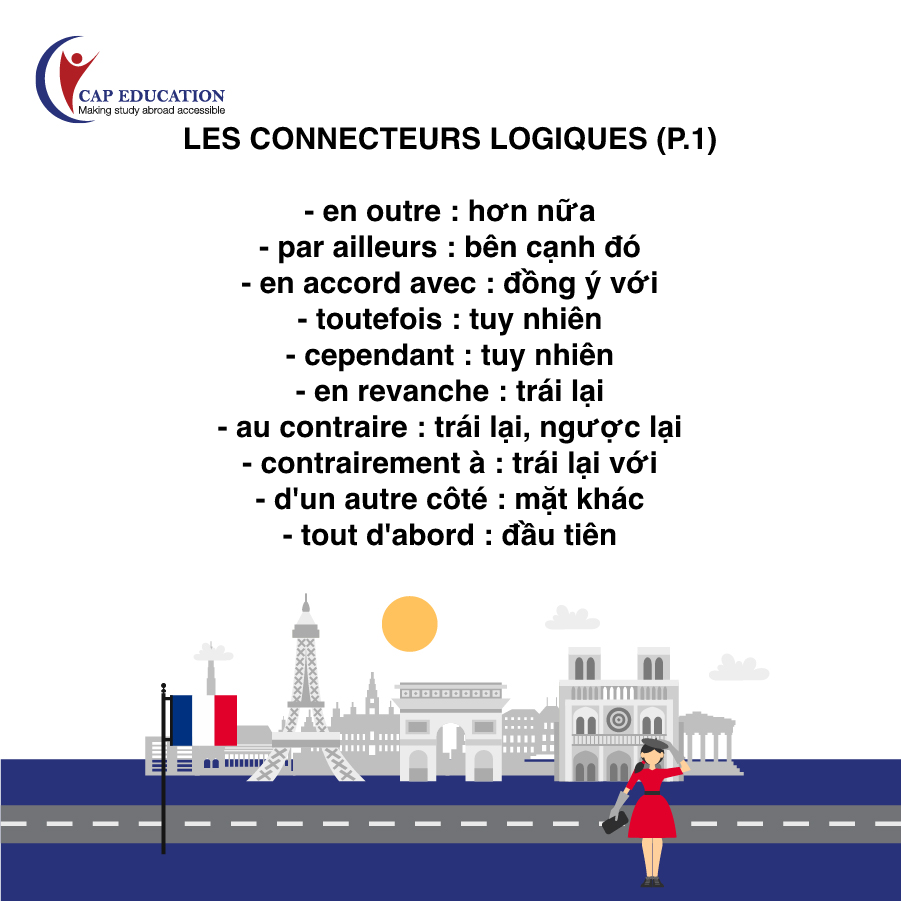 CAP EDUCATION
Making study abroad accessible
LES CONNECTEURS LOGIQUES (P.1)
- en outre : hơn nữa
- par ailleurs : bên cạnh đó
- en accord avec : đồng ý với
- toutefois : tuy nhiên
- cependant : tuy nhiên
- en revanche : trái lại
- au contraire : trái lại, ngược lại
- contrairement à : trái lại với
- d'un autre côté : mặt khác
- tout d'abord : đầu tiên